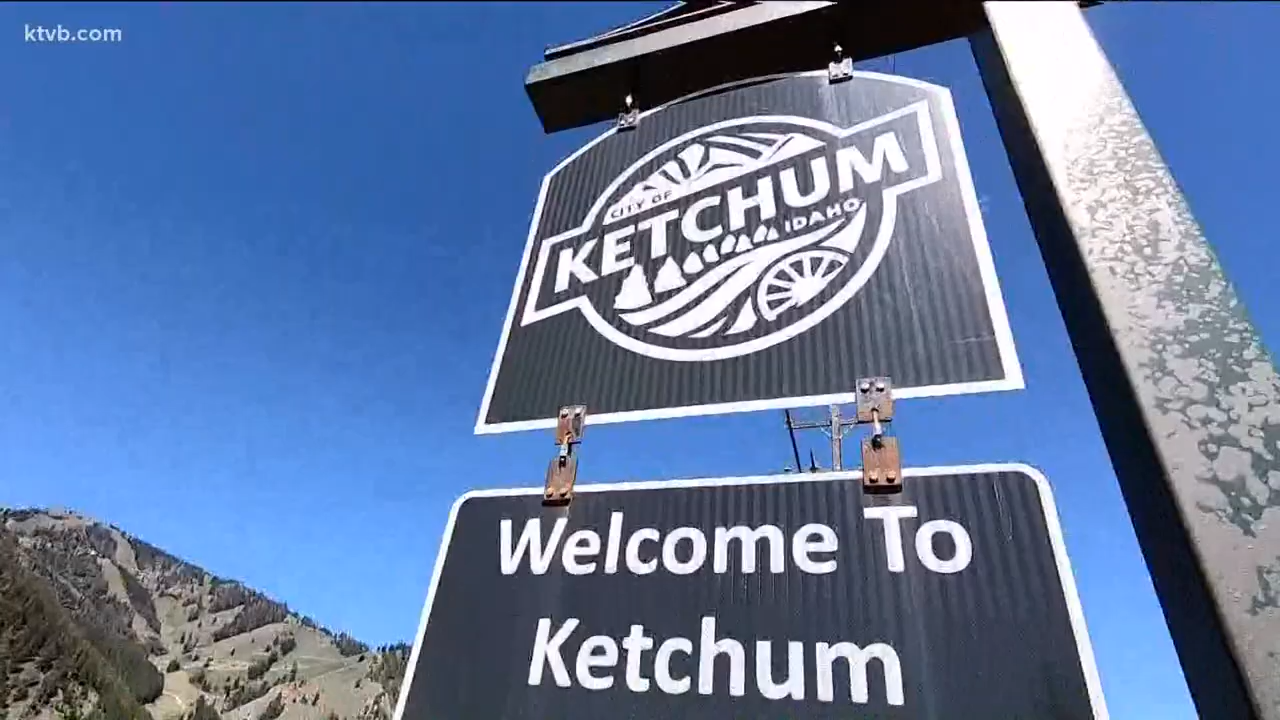 ktvb.com
CITY OF
KETCHUM
IDAHO
Welcome To
Ketchum